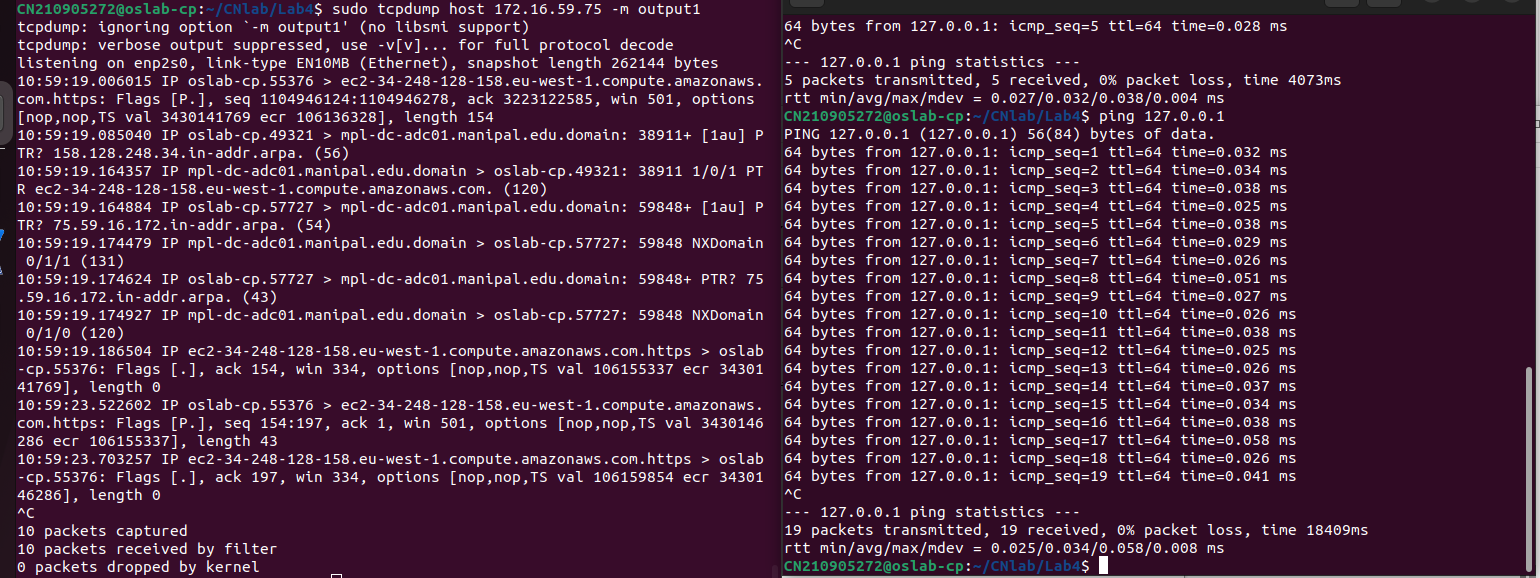 CN210905272@oslab-cp:~/CNlab/Lab4$ sudo tcpdump host 172.16.59.75 -m output1
tcpdump: ignoring option `-m output1' (no libsmi support)
tcpdump: verbose output suppressed, use -v[v]... for full protocol decode
listening on enp2s0, link-type EN10MB (Ethernet), snapshot length 262144 bytes
10:59:19.006015 IP oslab-cp.55376 > ec2-34-248-128-158.eu-west-1.compute.amazonaws.
com.https: Flags [P.], seq 1104946124:1104946278, ack 3223122585, win 501, options
[nop,nop,TS val 3430141769 ecr 106136328], length 154
10:59:19.085040 IP oslab-cp.49321 > mpl-dc-adc01.manipal.edu.domain: 38911+ [1au] P
TR? 158.128.248.34.in-addr.arpa. (56)
10:59:19.164357 IP mpl-dc-adc01.manipal.edu.domain > oslab-cp.49321: 38911 1/0/1 PT
R ec2-34-248-128-158.eu-west-1.compute.amazonaws.com. (120)
10:59:19.164884 IP oslab-cp.57727 > mpl-dc-adc01.manipal.edu.domain: 59848+ [1au] P
TR? 75.59.16.172.in-addr.arpa. (54)
10:59:19.174479 IP mpl-dc-adc01.manipal.edu.domain > oslab-cp.57727: 59848 NXDomain
0/1/1 (131)
10:59:19.174624 IP oslab-cp.57727 > mpl-dc-adc01.manipal.edu.domain: 59848+ PTR? 75
.59.16.172.in-addr.arpa. (43)
10:59:19.174927 IP mpl-dc-adc01.manipal.edu.domain > oslab-cp.57727: 59848 NXDomain
0/1/0 (120)
10:59:19.186504 IP ec2-34-248-128-158.eu-west-1.compute.amazonaws.com.https > oslab
-cp.55376: Flags [.], ack 154, win 334, options [nop,nop,TS val 106155337 ecr 34301
41769], length 0
10:59:23.522602 IP oslab-cp.55376 > ec2-34-248-128-158.eu-west-1.compute.amazonaws.
com.https: Flags [P.], seq 154:197, ack 1, win 501, options [nop,nop,TS val 3430146
286 ecr 106155337], length 43
10:59:23.703257 IP ec2-34-248-128-158.eu-west-1.compute.amazonaws.com.https > oslab
-cp.55376: Flags [.], ack 197, win 334, options [nop,nop,TS val 106159854 ecr 34301
46286], length 0
^C
10 packets captured
10 packets received by filter
0 packets dropped by kernel
64 bytes from 127.0.0.1: icmp_seq=5 ttl=64 time=0.028 ms
^C
--- 127.0.0.1 ping statistics ---
5 packets transmitted, 5 received, 0% packet loss, time 4073ms
rtt min/avg/max/mdev = 0.027/0.032/0.038/0.004 ms
CN210905272@oslab-cp:~/CNlab/Lab4$ ping 127.0.0.1
PING 127.0.0.1 (127.0.0.1) 56(84) bytes of data.
64 bytes from 127.0.0.1: icmp_seq=1 ttl=64 time=0.032 ms
64 bytes from 127.0.0.1: icmp_seq=2 ttl=64 time=0.034 ms
64 bytes from 127.0.0.1: icmp_seq=3 ttl=64 time=0.038 ms
64 bytes from 127.0.0.1: icmp_seq=4 ttl=64 time=0.025 ms
64 bytes from 127.0.0.1: icmp_seq=5 ttl=64 time=0.038 ms
64 bytes from 127.0.0.1: icmp_seq=6 ttl=64 time=0.029 ms
64 bytes from 127.0.0.1: icmp_seq=7 ttl=64 time=0.026 ms
64 bytes from 127.0.0.1: icmp_seq=8 ttl=64 time=0.051 ms
64 bytes from 127.0.0.1: icmp_seq=9 ttl=64 time=0.027 ms
64 bytes from 127.0.0.1: icmp_seq=10 ttl=64 time=0.026 ms
64 bytes from 127.0.0.1: icmp_seq=11 ttl=64 time=0.038 ms
64 bytes from 127.0.0.1: icmp_seq=12 ttl=64 time=0.025 ms
64 bytes from 127.0.0.1: icmp_seq=13 ttl=64 time=0.026 ms
64 bytes from 127.0.0.1: icmp_seq=14 ttl=64 time=0.037 ms
64 bytes from 127.0.0.1: icmp_seq=15 ttl=64 time=0.034 ms
64 bytes from 127.0.0.1: icmp_seq=16 ttl=64 time=0.038 ms
64 bytes from 127.0.0.1: icmp_seq=17 ttl=64 time=0.058 ms
64 bytes from 127.0.0.1: icmp_seq=18 ttl=64 time=0.026 ms
64 bytes from 127.0.0.1: icmp_seq=19 ttl=64 time=0.041 ms
^C
--- 127.0.0.1 ping statistics ---
19 packets transmitted, 19 received, 0% packet loss, time 18409ms
rtt min/avg/max/mdev = 0.025/0.034/0.058/0.008 ms
CN210905272@oslab-cp:~/CNlab/Lab4$